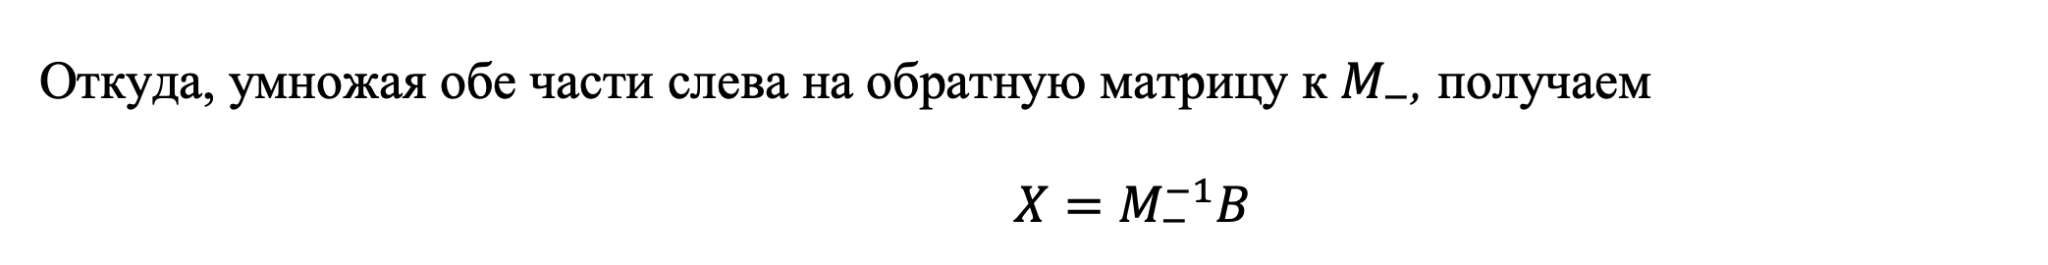 Откуда, умножая обе части слева на обратную матрицу к M₋, получаем
X = M₋⁻¹B